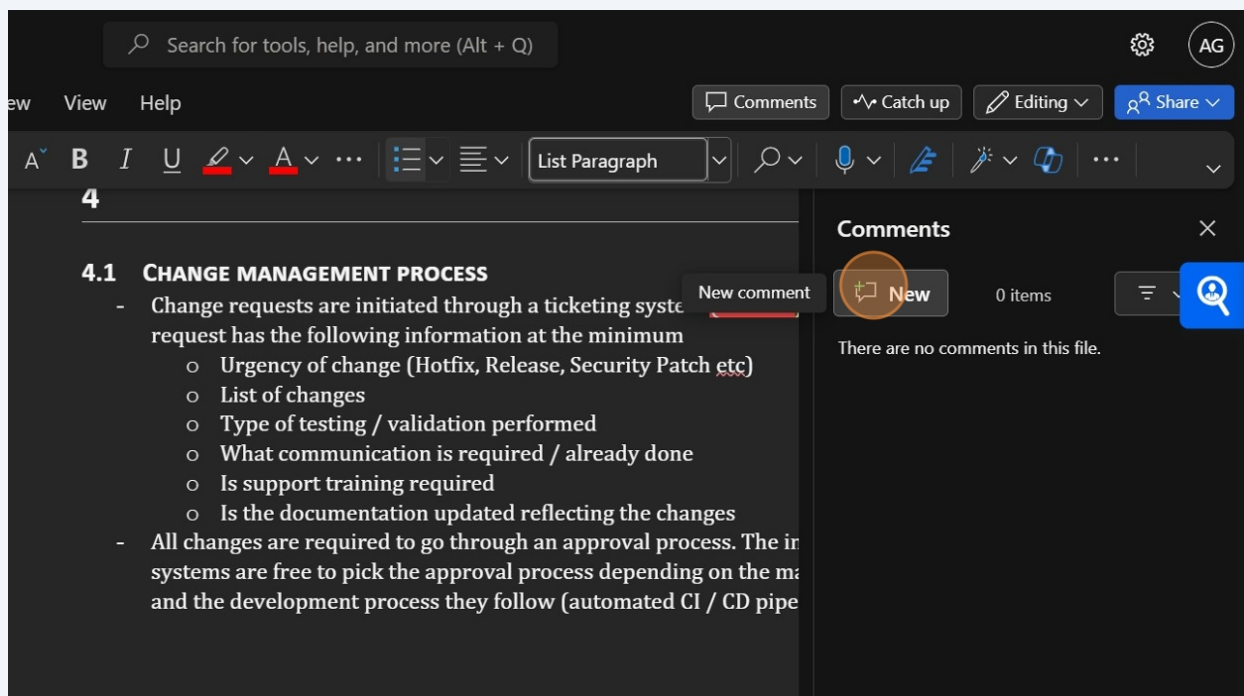 Search for tools, help, and more (Alt + Q)
AG
ew View Help
Comments Catch up Editing Share
A B I U A List Paragraph
4
Comments
4.1 CHANGE MANAGEMENT PROCESS
New comment
New
0 items
- Change requests are initiated through a ticketing syste
request has the following information at the minimum
There are no comments in this file.
o Urgency of change (Hotfix, Release, Security Patch etc)
o List of changes
o Type of testing / validation performed
o What communication is required / already done
o Is support training required
o Is the documentation updated reflecting the changes
- All changes are required to go through an approval process. The in
systems are free to pick the approval process depending on the ma
and the development process they follow (automated CI / CD pipe